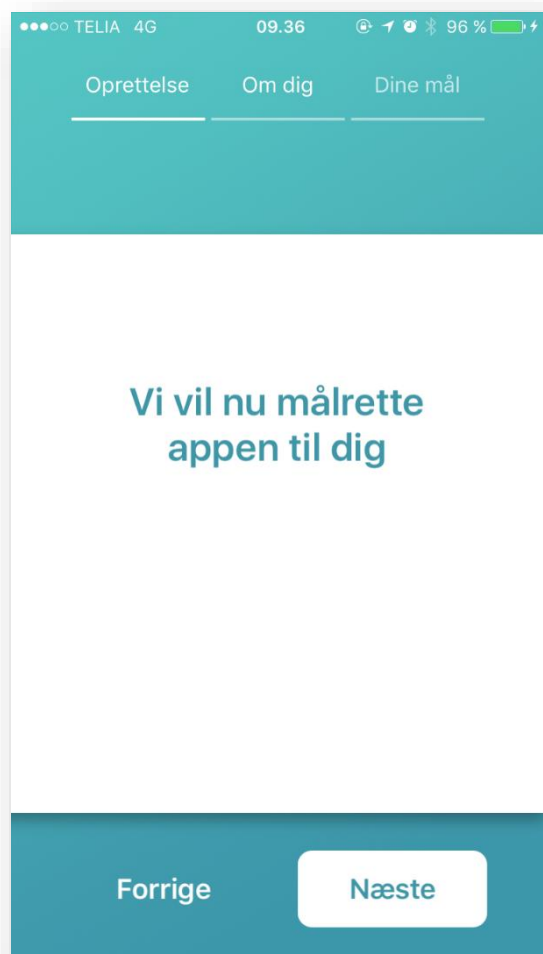 TELIA 4G 09.36 96 %
Oprettelse Om dig Dine mål
Vi vil nu målrette
appen til dig
Forrige Næste